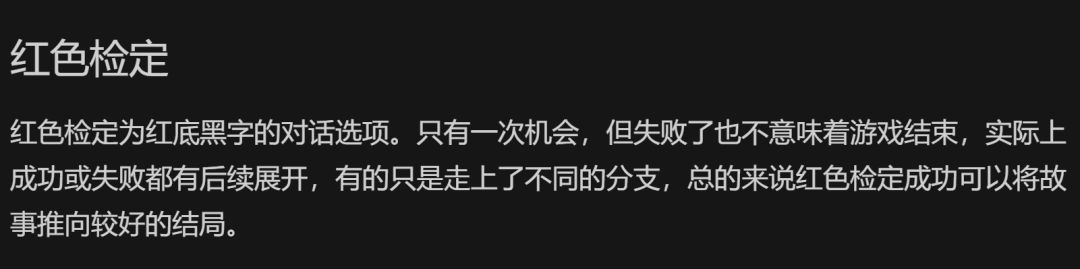 红色检定
红色检定为红底黑字的对话选项。只有一次机会，但失败了也不意味着游戏结束，实际上
成功或失败都有后续展开，有的只是走上了不同的分支，总的来说红色检定成功可以将故
事推向较好的结局。